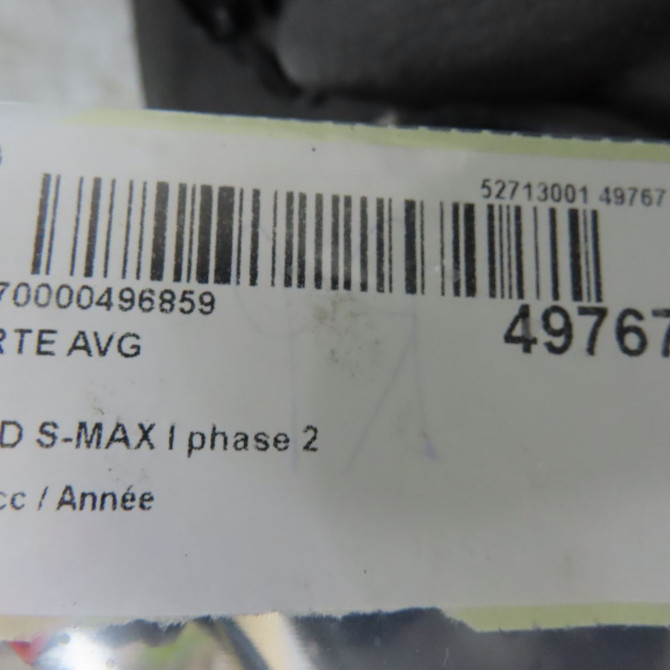 52713001 49767
70000496859
RTE AVG
49767
D S-MAX I phase 2
cc / Année